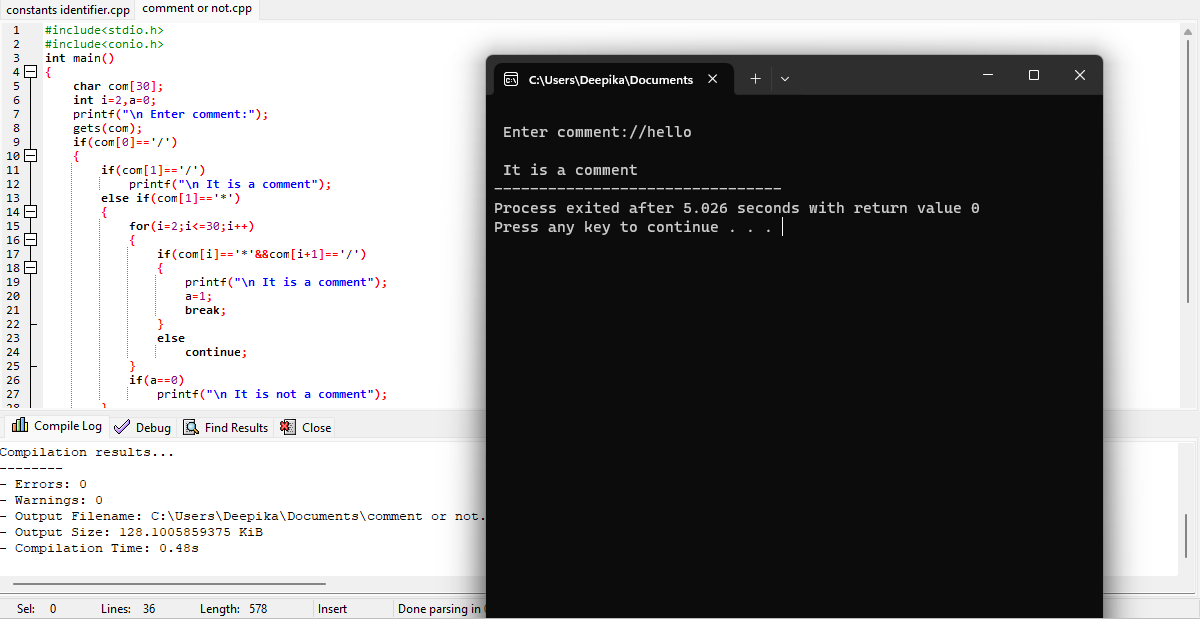 constants identifier.cpp comment or not.cpp
1 #include<stdio.h>
2 #include<conio.h>
3 int main()
4 {
5 char com[30];
6 int i=2,a=0;
7 printf("\n Enter comment:");
8 gets(com);
9 if(com[0]=='/')
10 {
11 if(com[1]=='/')
12 printf("\n It is a comment");
13 else if(com[1]=='*')
14 {
15 for(i=2;i<=30;i++)
16 {
17 if(com[i]=='*'&&com[i+1]=='/')
18 {
19 printf("\n It is a comment");
20 a=1;
21 break;
22 }
23 else
24 continue;
25 }
26 if(a==0)
27 printf("\n It is not a comment");
28 }
C:\Users\Deepika\Documents
Enter comment://hello
It is a comment
--------------------------------
Process exited after 5.026 seconds with return value 0
Press any key to continue . . .
Compile Log Debug Find Results Close
Compilation results...
--------
- Errors: 0
- Warnings: 0
- Output Filename: C:\Users\Deepika\Documents\comment or not.
- Output Size: 128.1005859375 KiB
- Compilation Time: 0.48s
Sel: 0 Lines: 36 Length: 578 Insert Done parsing in